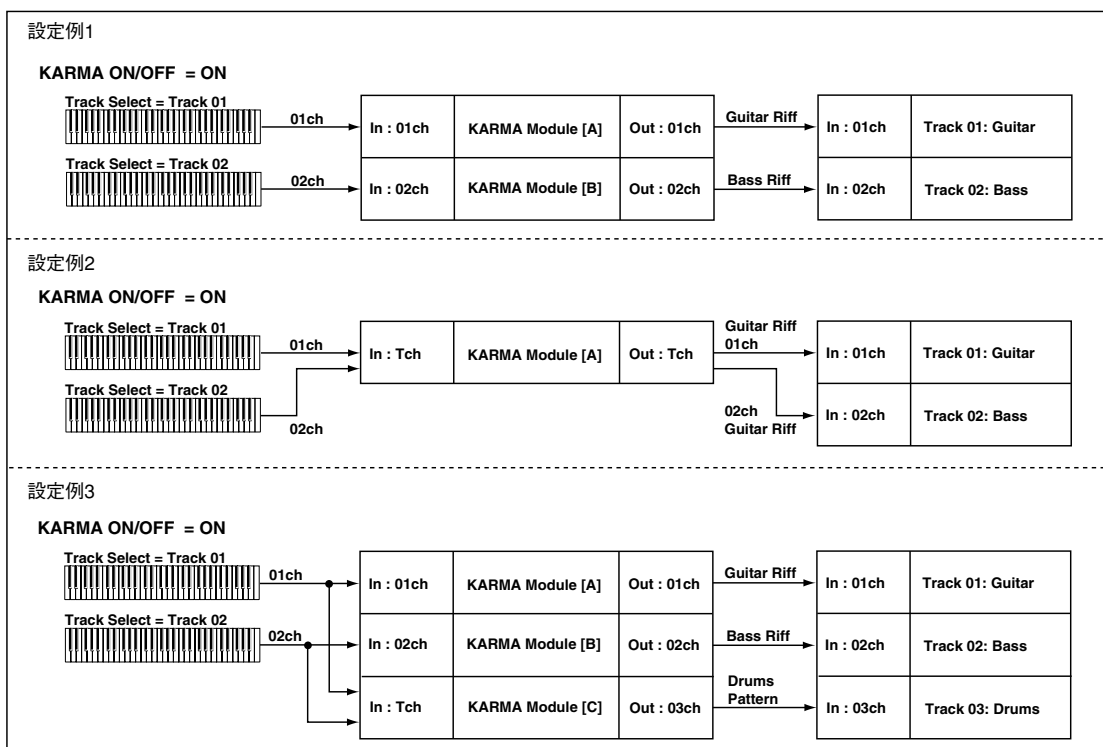 設定例1
KARMA ON/OFF = ON
Track Select = Track 01
01ch
In : 01ch
KARMA Module [A]
Out : 01ch
Guitar Riff
In : 01ch
Track 01: Guitar
Track Select = Track 02
02ch
In : 02ch
KARMA Module [B]
Out : 02ch
Bass Riff
In : 02ch
Track 02: Bass
設定例2
KARMA ON/OFF = ON
Track Select = Track 01
01ch
In : Tch
KARMA Module [A]
Out : Tch
Guitar Riff
01ch
In : 01ch
Track 01: Guitar
Track Select = Track 02
02ch
02ch
Guitar Riff
In : 02ch
Track 02: Bass
設定例3
KARMA ON/OFF = ON
Track Select = Track 01
01ch
In : 01ch
KARMA Module [A]
Out : 01ch
Guitar Riff
In : 01ch
Track 01: Guitar
Track Select = Track 02
02ch
In : 02ch
KARMA Module [B]
Out : 02ch
Bass Riff
In : 02ch
Track 02: Bass
In : Tch
KARMA Module [C]
Out : 03ch
Drums
Pattern
In : 03ch
Track 03: Drums